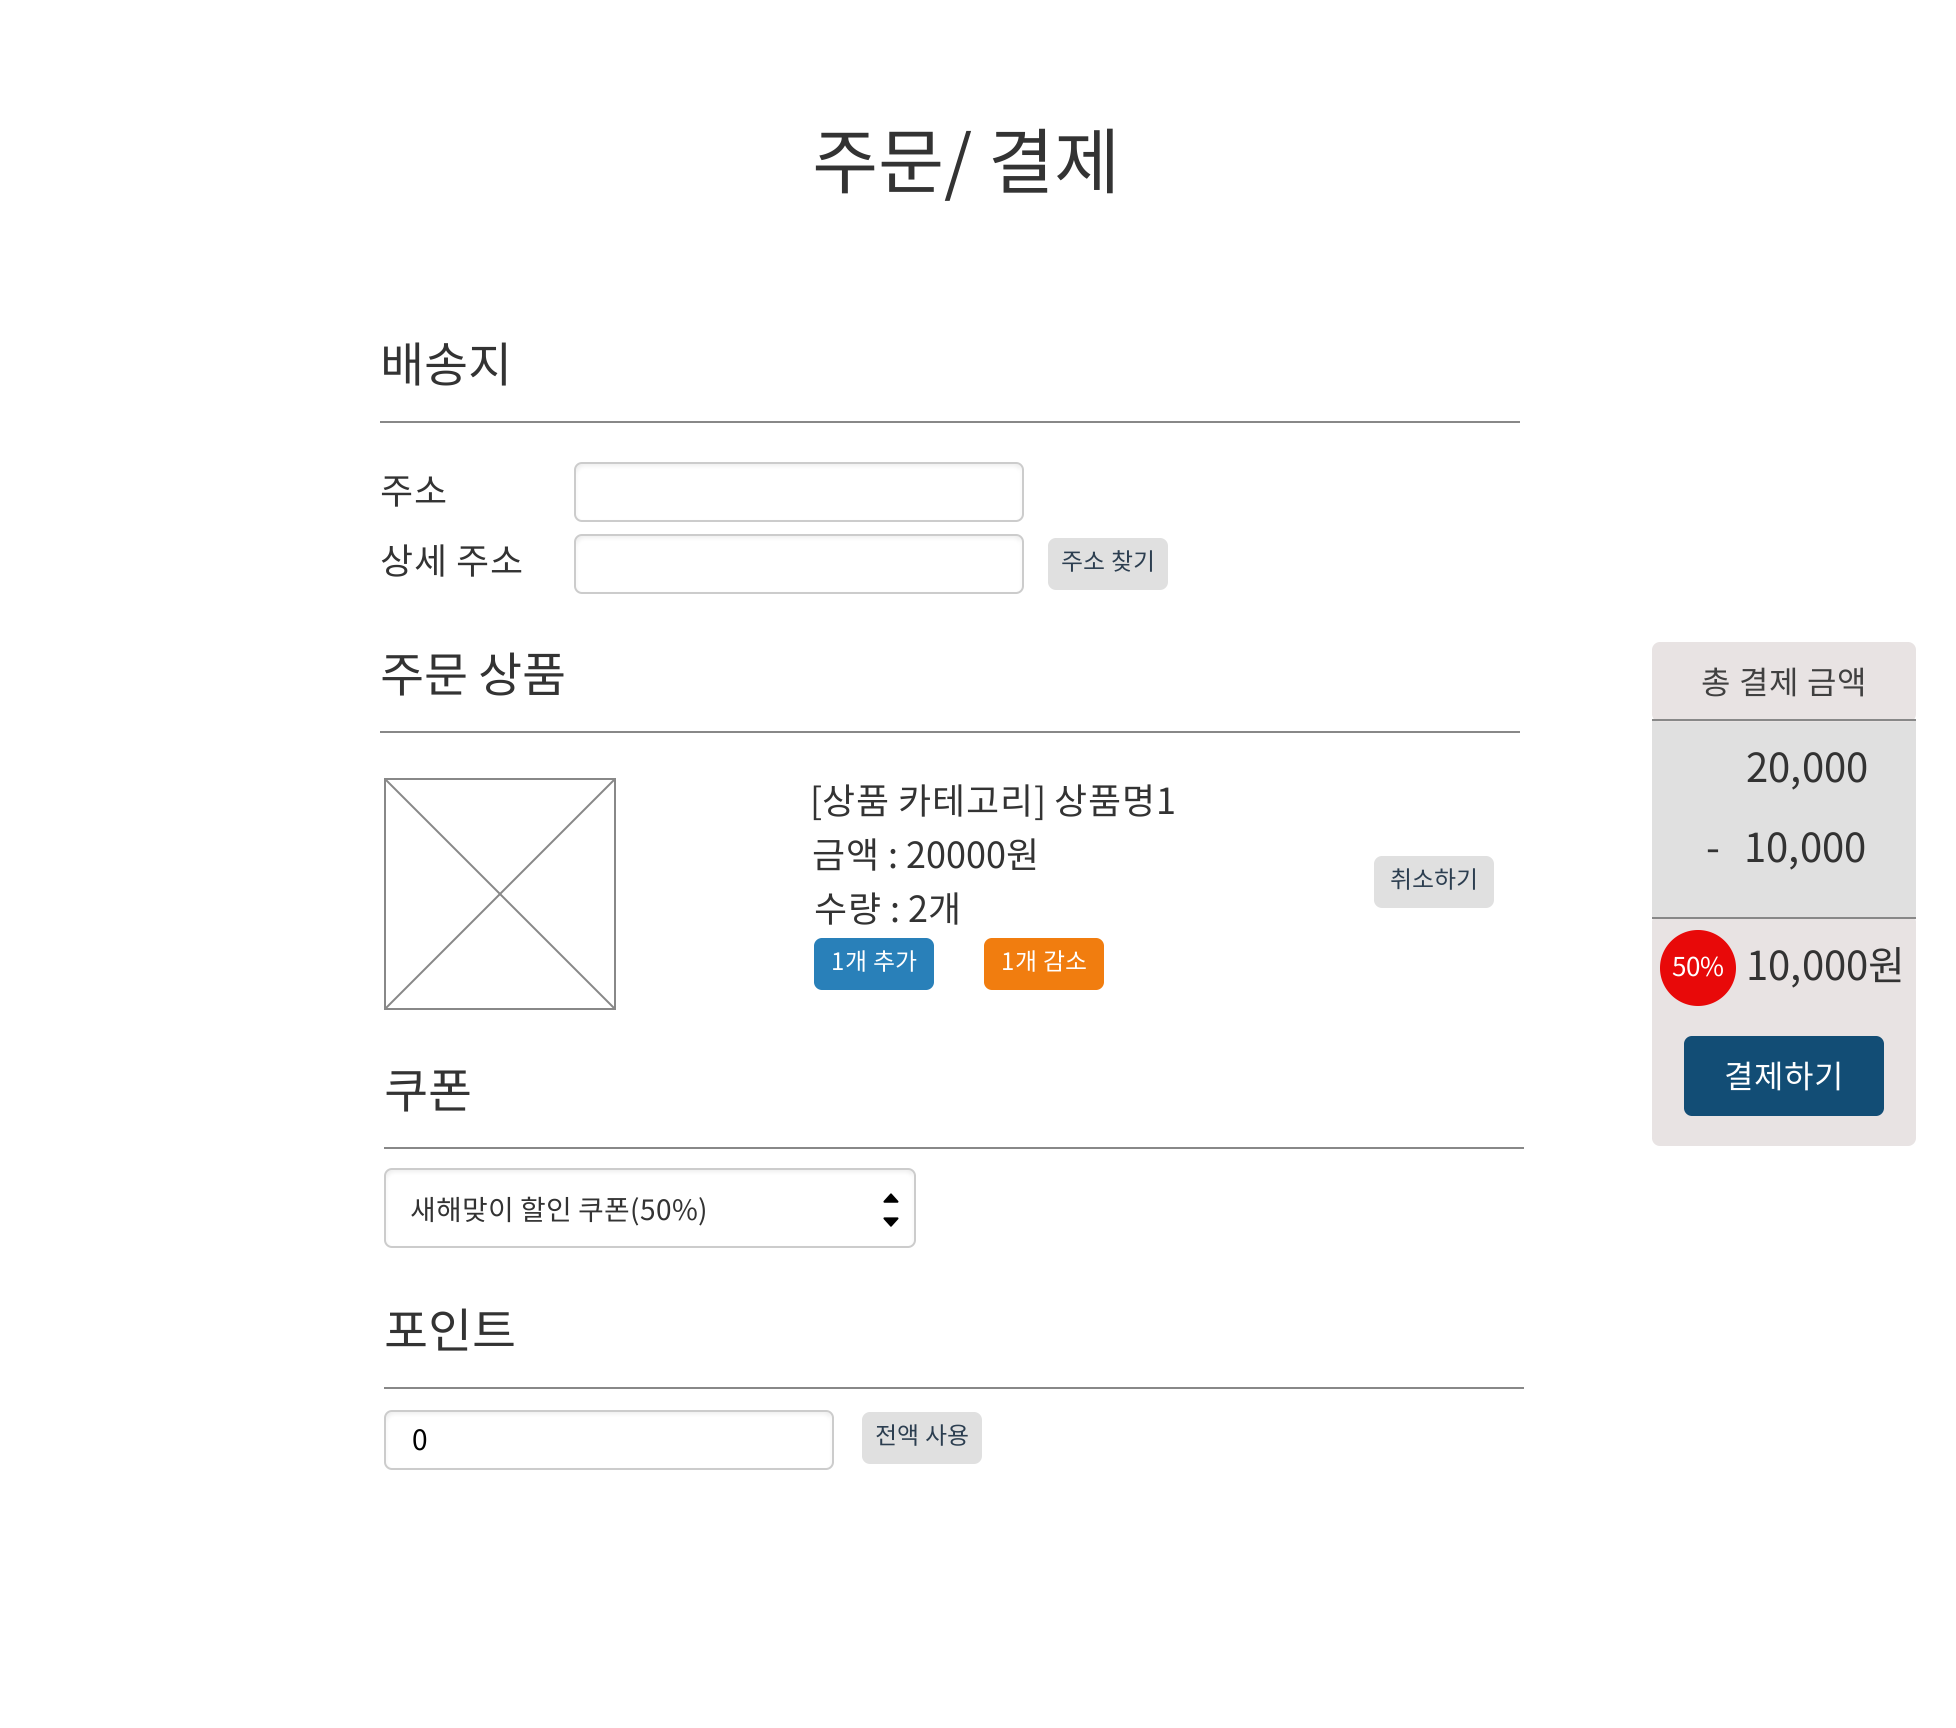 주문/ 결제
배송지
주소
상세 주소
주소 찾기
주문 상품
[상품 카테고리] 상품명1
금액 : 20000원
수량 : 2개
1개 추가
1개 감소
취소하기
쿠폰
새해맞이 할인 쿠폰(50%)
포인트
0
전액 사용
총 결제 금액
20,000
- 10,000
50% 10,000원
결제하기